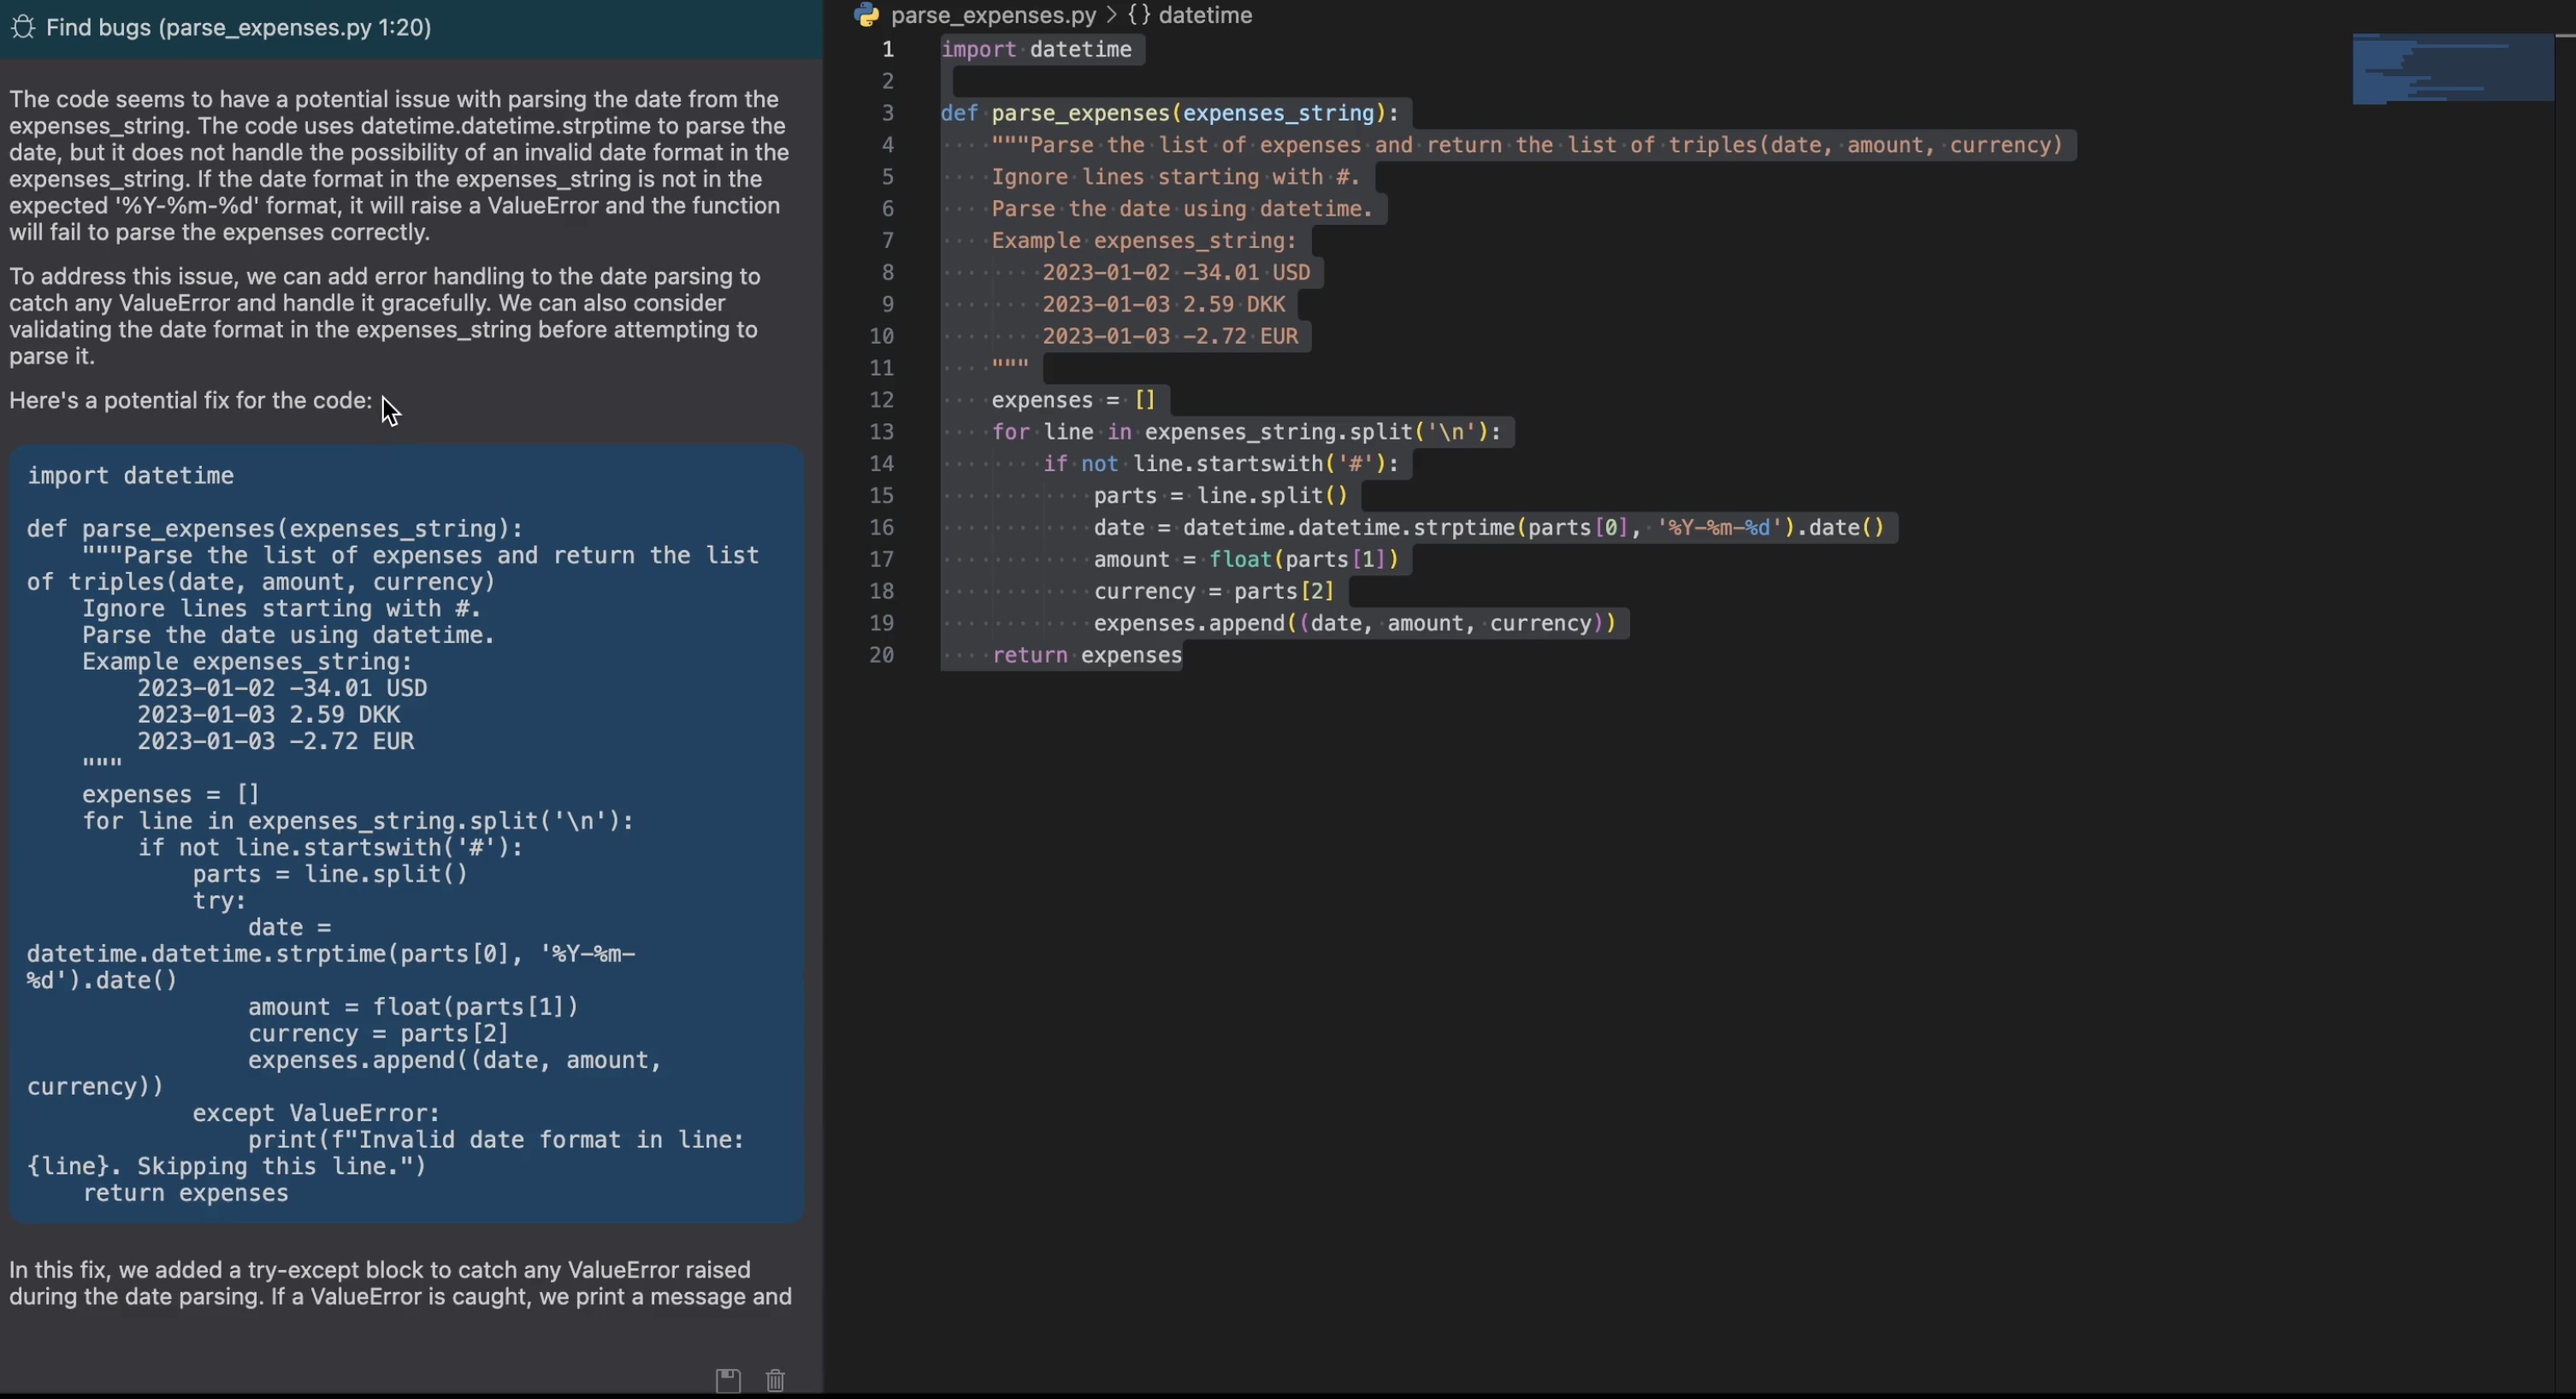 Find bugs (parse_expenses.py 1:20)
The code seems to have a potential issue with parsing the date from the
expenses_string. The code uses datetime.datetime.strptime to parse the
date, but it does not handle the possibility of an invalid date format in the
expenses_string. If the date format in the expenses_string is not in the
expected '%Y-%m-%d' format, it will raise a ValueError and the function
will fail to parse the expenses correctly.
To address this issue, we can add error handling to the date parsing to
catch any ValueError and handle it gracefully. We can also consider
validating the date format in the expenses_string before attempting to
parse it.
Here's a potential fix for the code:
import datetime
def parse_expenses(expenses_string):
    """Parse the list of expenses and return the list
of triples(date, amount, currency)
    Ignore lines starting with #.
    Parse the date using datetime.
    Example expenses_string:
        2023-01-02 -34.01 USD
        2023-01-03 2.59 DKK
        2023-01-03 -2.72 EUR
    """
    expenses = []
    for line in expenses_string.split('\n'):
        if not line.startswith('#'):
            parts = line.split()
            try:
                date =
datetime.datetime.strptime(parts[0], '%Y-%m-
%d').date()
                amount = float(parts[1])
                currency = parts[2]
                expenses.append((date, amount,
currency))
            except ValueError:
                print(f"Invalid date format in line:
{line}. Skipping this line.")
    return expenses
In this fix, we added a try-except block to catch any ValueError raised
during the date parsing. If a ValueError is caught, we print a message and
parse_expenses.py > {} datetime
1 import datetime
2
3 def parse_expenses(expenses_string):
4     """Parse the list of expenses and return the list of triples(date, amount, currency)
5     Ignore lines starting with #.
6     Parse the date using datetime.
7     Example expenses_string:
8         2023-01-02 -34.01 USD
9         2023-01-03 2.59 DKK
10         2023-01-03 -2.72 EUR
11     """
12     expenses = []
13     for line in expenses_string.split('\n'):
14         if not line.startswith('#'):
15             parts = line.split()
16             date = datetime.datetime.strptime(parts[0], '%Y-%m-%d').date()
17             amount = float(parts[1])
18             currency = parts[2]
19             expenses.append((date, amount, currency))
20     return expenses